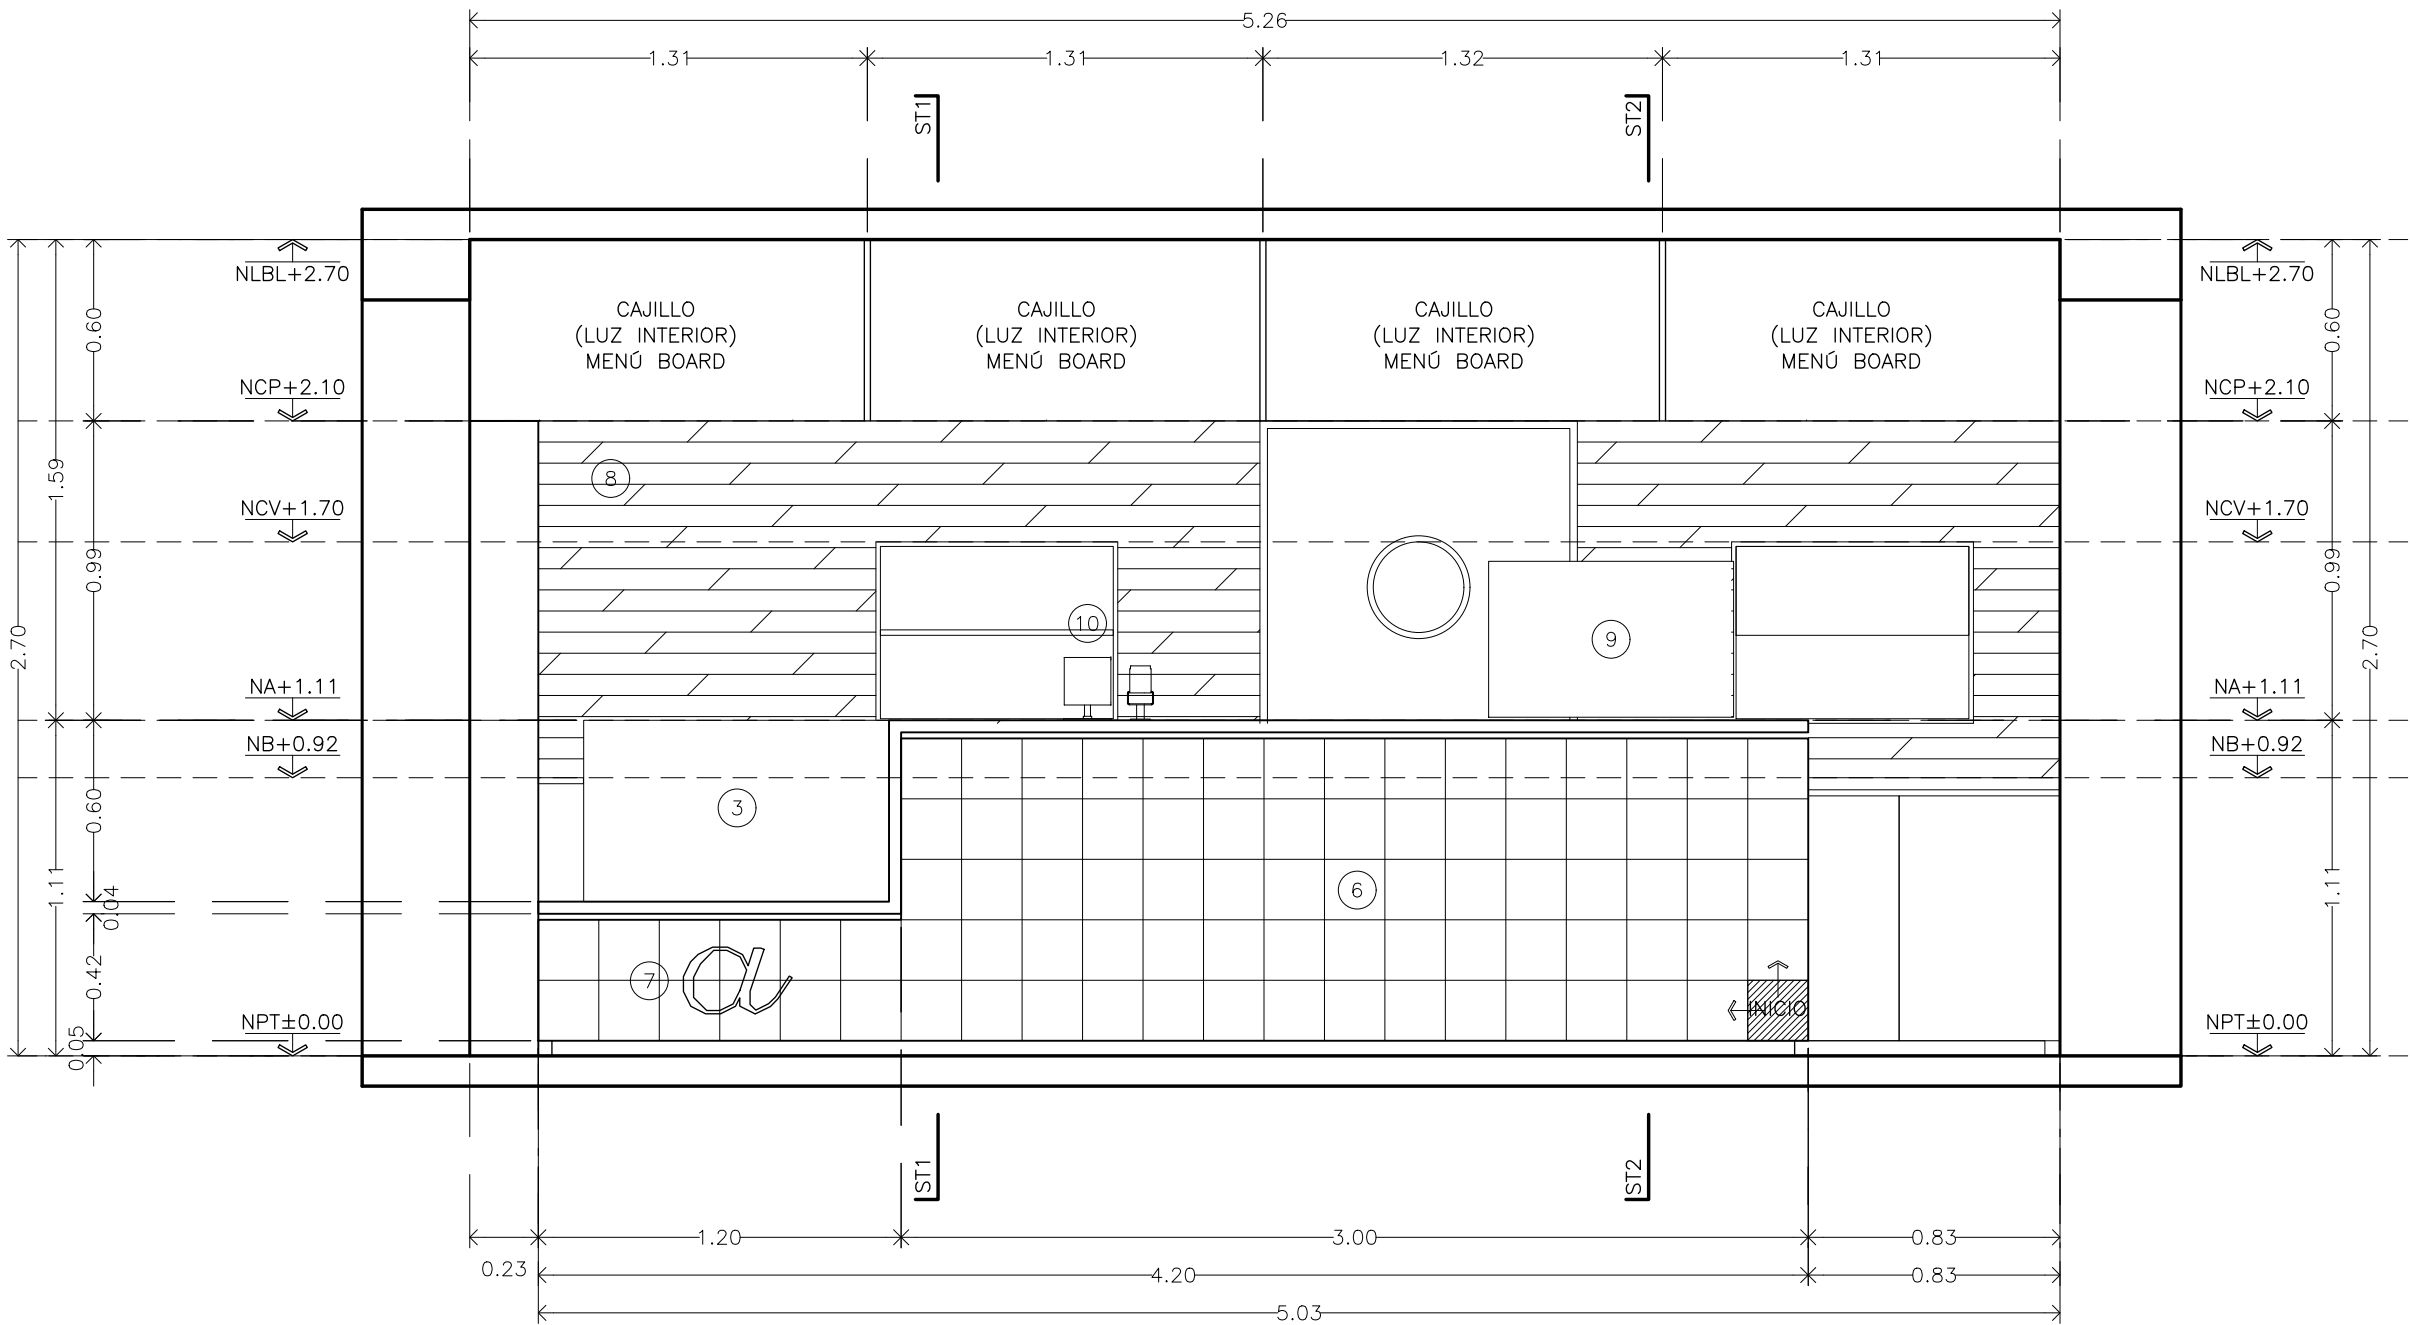 5.26
1.31
1.31
1.32
1.31
ST1
ST2
NLBL+2.70
NLBL+2.70
CAJILLO
(LUZ INTERIOR)
MENÚ BOARD
CAJILLO
(LUZ INTERIOR)
MENÚ BOARD
CAJILLO
(LUZ INTERIOR)
MENÚ BOARD
CAJILLO
(LUZ INTERIOR)
MENÚ BOARD
0.60
0.60
NCP+2.10
NCP+2.10
1.59
8
NCV+1.70
NCV+1.70
0.99
0.99
10
9
2.70
2.70
NA+1.11
NA+1.11
NB+0.92
NB+0.92
0.60
3
1.11
1.11
0.04
6
0.42
7
a
INICIO
NPT±0.00
NPT±0.00
0.05
ST1
ST2
1.20
3.00
0.83
0.23
4.20
0.83
5.03